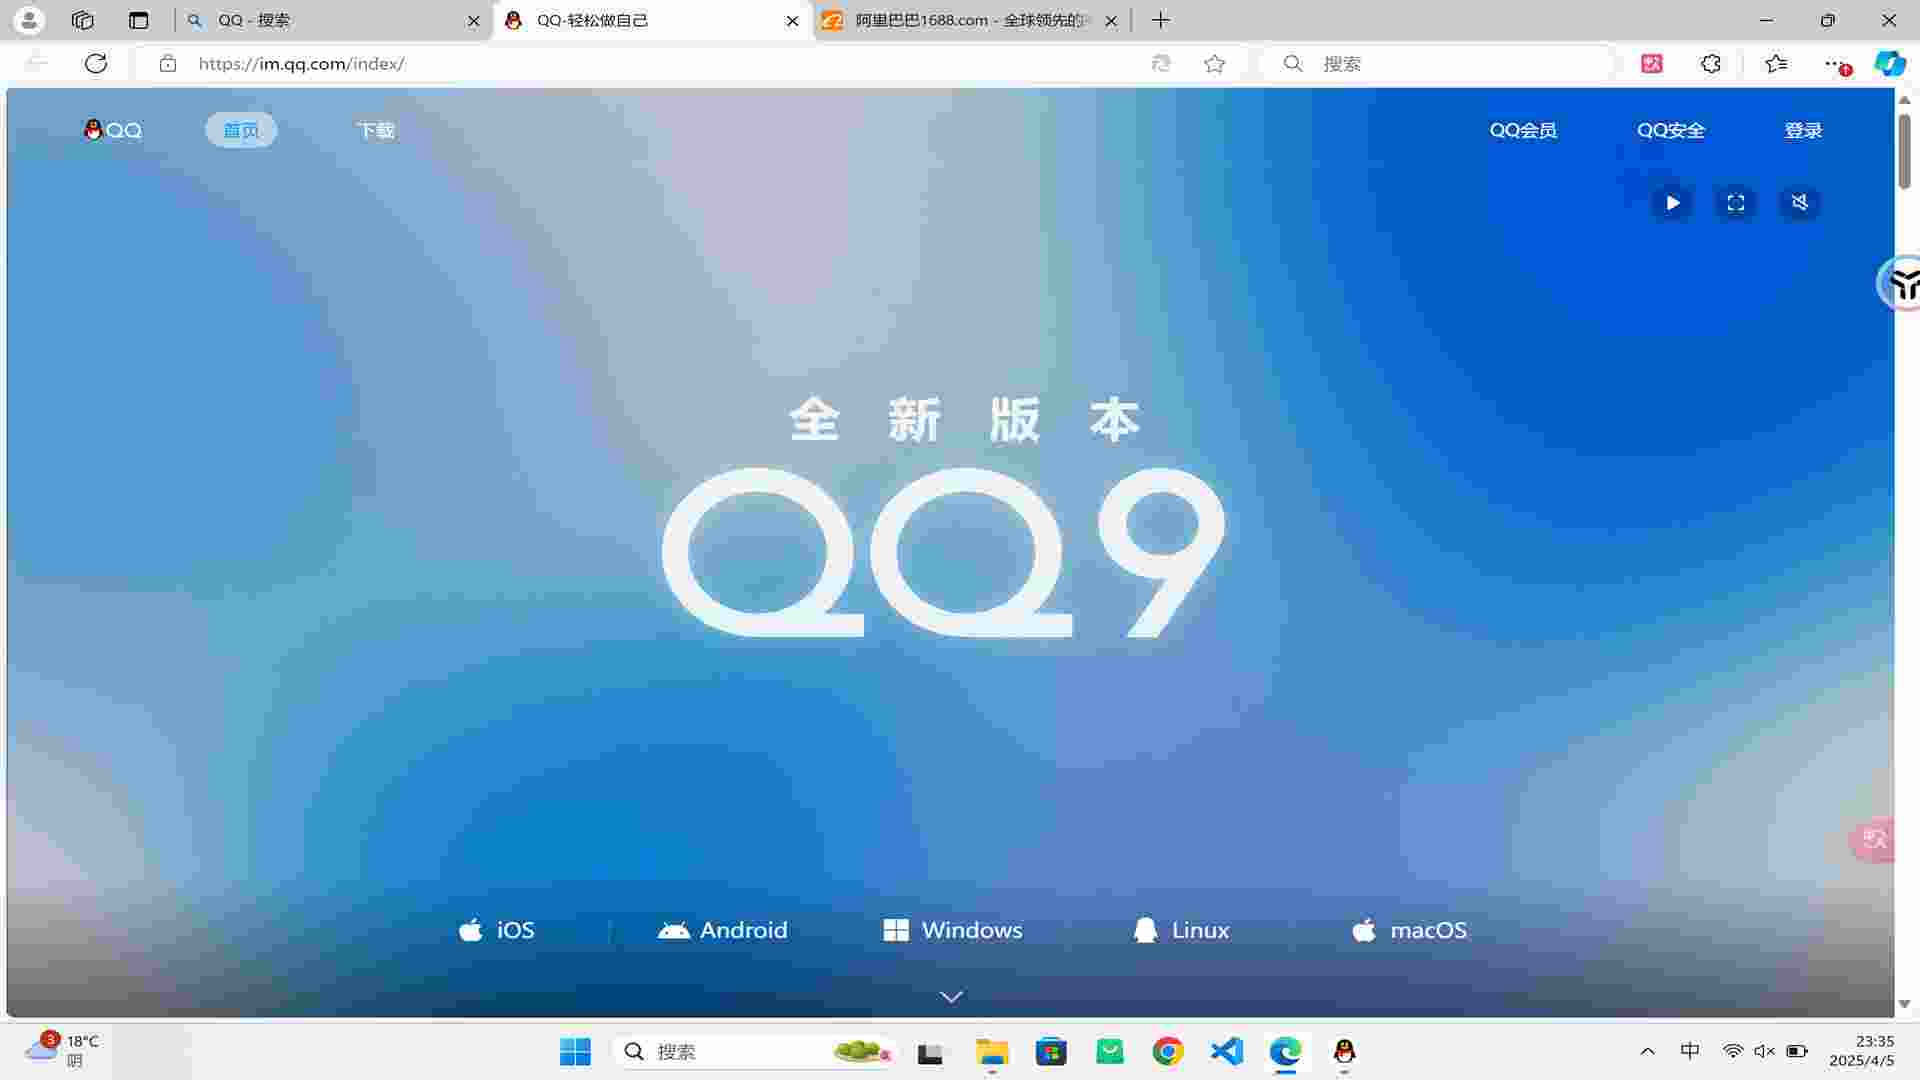 QQ - 搜索
QQ-轻松做自己
阿里巴巴1688.com - 全球领先的
https://im.qq.com/index/
搜索
QQ
首页
下载
QQ会员
QQ安全
登录
全新版本
QQ9
iOS
Android
Windows
Linux
macOS
3
18°C
阴
搜索
中
23:35
2025/4/5